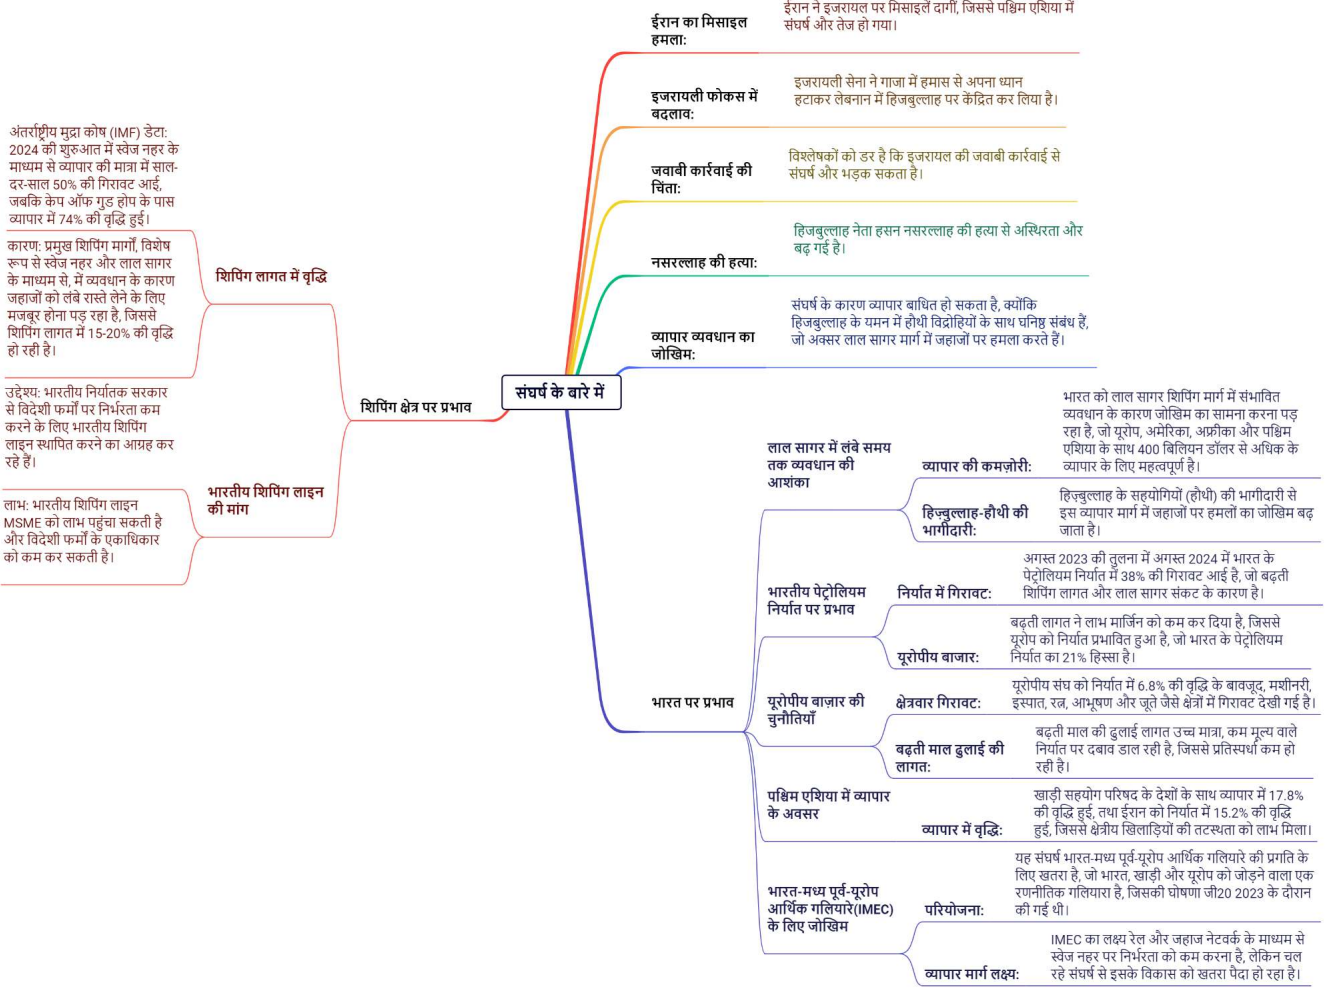 संघर्ष के बारे में
ईरान का मिसाइल
हमला:
ईरान ने इजरायल पर मिसाइलें दागीं, जिससे पश्चिम एशिया में
संघर्ष और तेज हो गया।
इजरायली फोकस में
बदलाव:
इजरायली सेना ने गाजा में हमास से अपना ध्यान
हटाकर लेबनान में हिजबुल्लाह पर केंद्रित कर लिया है।
जवाबी कार्रवाई की
चिंता:
विश्लेषकों को डर है कि इजरायल की जवाबी कार्रवाई से
संघर्ष और भड़क सकता है।
नसरल्लाह की हत्या:
हिजबुल्लाह नेता हसन नसरल्लाह की हत्या से अस्थिरता और
बढ़ गई है।
व्यापार व्यवधान का
जोखिम:
संघर्ष के कारण व्यापार बाधित हो सकता है, क्योंकि
हिजबुल्लाह के यमन में हौथी विद्रोहियों के साथ घनिष्ठ संबंध हैं,
जो अक्सर लाल सागर मार्ग में जहाजों पर हमला करते हैं।
भारत पर प्रभाव
लाल सागर में लंबे समय
तक व्यवधान की
आशंका
व्यापार की कमज़ोरी:
भारत को लाल सागर शिपिंग मार्ग में संभावित
व्यवधान के कारण जोखिम का सामना करना पड़
रहा है, जो यूरोप, अमेरिका, अफ्रीका और पश्चिम
एशिया के साथ 400 बिलियन डॉलर से अधिक के
व्यापार के लिए महत्वपूर्ण है।
हिज़्बुल्लाह-हौथी की
भागीदारी:
हिज़्बुल्लाह के सहयोगियों (हौथी) की भागीदारी से
इस व्यापार मार्ग में जहाजों पर हमलों का जोखिम बढ़
जाता है।
भारतीय पेट्रोलियम
निर्यात पर प्रभाव
निर्यात में गिरावट:
अगस्त 2023 की तुलना में अगस्त 2024 में भारत के
पेट्रोलियम निर्यात में 38% की गिरावट आई है, जो बढ़ती
शिपिंग लागत और लाल सागर संकट के कारण है।
यूरोपीय बाजार:
बढ़ती लागत ने लाभ मार्जिन को कम कर दिया है, जिससे
यूरोप को निर्यात प्रभावित हुआ है, जो भारत के पेट्रोलियम
निर्यात का 21% हिस्सा है।
यूरोपीय बाज़ार की
चुनौतियाँ
क्षेत्रवार गिरावट:
यूरोपीय संघ को निर्यात में 6.8% की वृद्धि के बावजूद, मशीनरी,
इस्पात, रत्न, आभूषण और जूते जैसे क्षेत्रों में गिरावट देखी गई है।
बढ़ती माल ढुलाई की
लागत:
बढ़ती माल की ढुलाई लागत उच्च मात्रा, कम मूल्य वाले
निर्यात पर दबाव डाल रही है, जिससे प्रतिस्पर्धा कम हो
रही है।
पश्चिम एशिया में व्यापार
के अवसर
व्यापार में वृद्धि:
खाड़ी सहयोग परिषद के देशों के साथ व्यापार में 17.8%
की वृद्धि हुई, तथा ईरान को निर्यात में 15.2% की वृद्धि
हुई, जिससे क्षेत्रीय खिलाड़ियों की तटस्थता को लाभ मिला।
भारत-मध्य पूर्व-यूरोप
आर्थिक गलियारे(IMEC)
के लिए जोखिम
परियोजना:
यह संघर्ष भारत-मध्य पूर्व-यूरोप आर्थिक गलियारे की प्रगति के
लिए खतरा है, जो भारत, खाड़ी और यूरोप को जोड़ने वाला एक
रणनीतिक गलियारा है, जिसकी घोषणा जी20 2023 के दौरान
की गई थी।
व्यापार मार्ग लक्ष्य:
IMEC का लक्ष्य रेल और जहाज नेटवर्क के माध्यम से
स्वेज नहर पर निर्भरता को कम करना है, लेकिन चल
रहे संघर्ष से इसके विकास को खतरा पैदा हो रहा है।
शिपिंग क्षेत्र पर प्रभाव
शिपिंग लागत में वृद्धि
अंतर्राष्ट्रीय मुद्रा कोष (IMF) डेटा:
2024 की शुरुआत में स्वेज नहर के
माध्यम से व्यापार की मात्रा में साल-
दर-साल 50% की गिरावट आई,
जबकि केप ऑफ गुड होप के पास
व्यापार में 74% की वृद्धि हुई।
कारण: प्रमुख शिपिंग मार्गों, विशेष
रूप से स्वेज नहर और लाल सागर
के माध्यम से, में व्यवधान के कारण
जहाजों को लंबे रास्ते लेने के लिए
मजबूर होना पड़ रहा है, जिससे
शिपिंग लागत में 15-20% की वृद्धि
हो रही है।
भारतीय शिपिंग लाइन
की मांग
उद्देश्य: भारतीय निर्यातक सरकार
से विदेशी फर्मों पर निर्भरता कम
करने के लिए भारतीय शिपिंग
लाइन स्थापित करने का आग्रह कर
रहे हैं।
लाभ: भारतीय शिपिंग लाइन
MSME को लाभ पहुंचा सकती है
और विदेशी फर्मों के एकाधिकार
को कम कर सकती है।